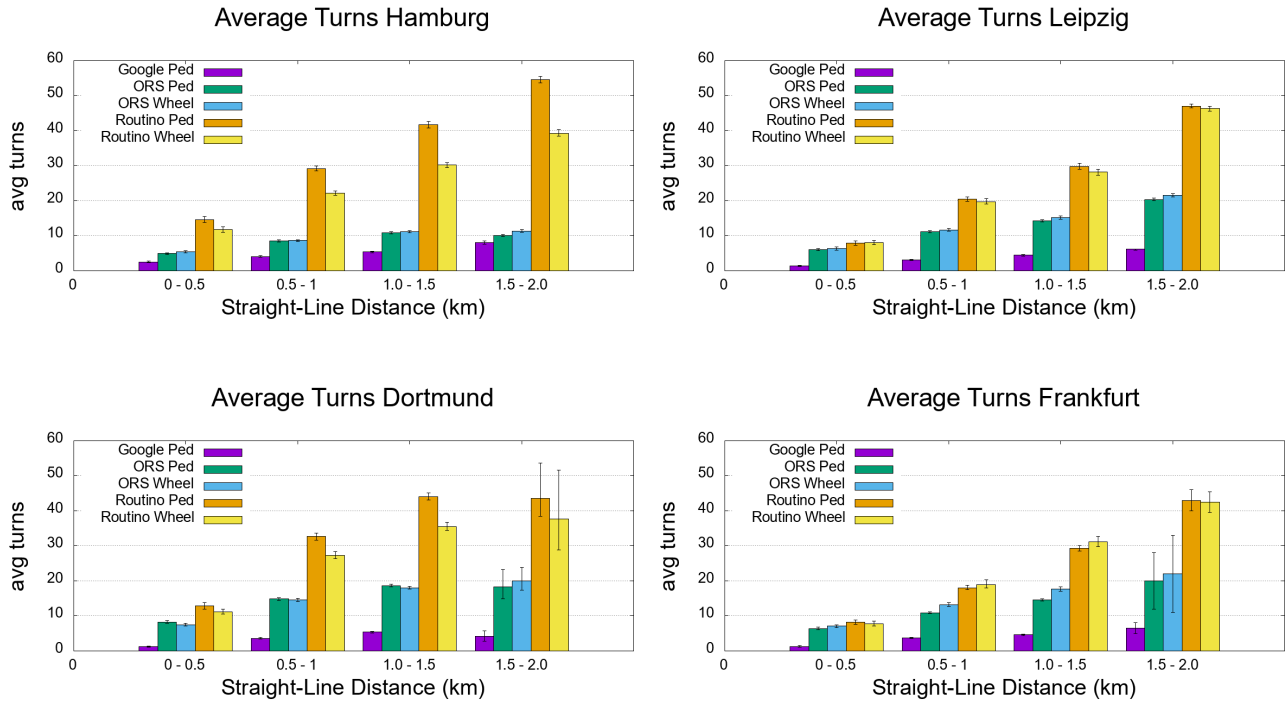 Average Turns Hamburg
avg turns
60
50
40
30
20
10
0
Google Ped
ORS Ped
ORS Wheel
Routino Ped
Routino Wheel
0 0 - 0.5 0.5 - 1 1.0 - 1.5 1.5 - 2.0
Straight-Line Distance (km)
Average Turns Leipzig
avg turns
60
50
40
30
20
10
0
Google Ped
ORS Ped
ORS Wheel
Routino Ped
Routino Wheel
0 0 - 0.5 0.5 - 1 1.0 - 1.5 1.5 - 2.0
Straight-Line Distance (km)
Average Turns Dortmund
avg turns
60
50
40
30
20
10
0
Google Ped
ORS Ped
ORS Wheel
Routino Ped
Routino Wheel
0 0 - 0.5 0.5 - 1 1.0 - 1.5 1.5 - 2.0
Straight-Line Distance (km)
Average Turns Frankfurt
avg turns
60
50
40
30
20
10
0
Google Ped
ORS Ped
ORS Wheel
Routino Ped
Routino Wheel
0 0 - 0.5 0.5 - 1 1.0 - 1.5 1.5 - 2.0
Straight-Line Distance (km)